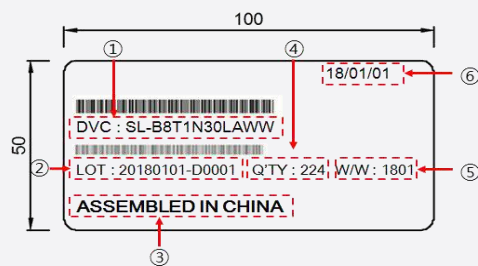 100
① ④
18/01/01 ⑥
50
DVC : SL-B8T1N30LAWW
② LOT : 20180101-D0001 Q'TY : 224 W/W : 1801 ⑤
ASSEMBLED IN CHINA
③